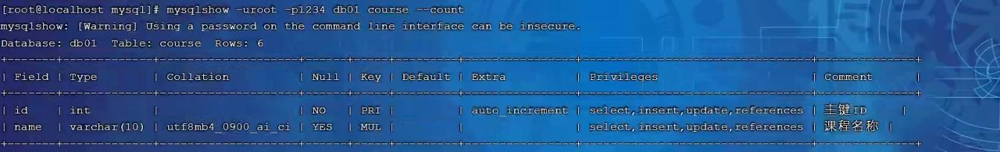 [root@localhost mysql]# mysqlshow -uroot -p1234 db01 course --count
mysqlshow: [Warning] Using a password on the command line interface can be insecure.
Database: db01  Table: course  Rows: 6
+-------+-------------+--------------------+------+-----+---------+----------------+---------------------------------+--------------+
| Field | Type        | Collation          | Null | Key | Default | Extra          | Privileges                      | Comment      |
+-------+-------------+--------------------+------+-----+---------+----------------+---------------------------------+--------------+
| id    | int         |                    | NO   | PRI |         | auto_increment | select,insert,update,references | 主键ID      |
| name  | varchar(10) | utf8mb4_0900_ai_ci | YES  | MUL |         |                | select,insert,update,references | 课程名称 |
+-------+-------------+--------------------+------+-----+---------+----------------+---------------------------------+--------------+